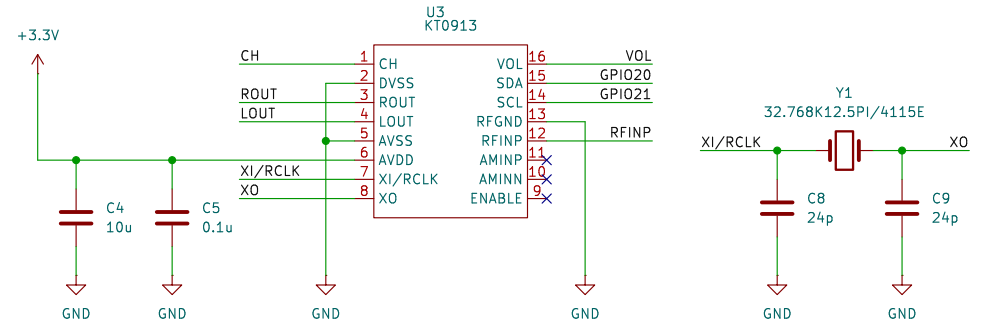 U3
KT0913
+3.3V
CH 1 CH VOL 16 VOL
2 DVSS SDA 15 GPIO20
ROUT 3 ROUT SCL 14 GPIO21
LOUT 4 LOUT RFGND 13
5 AVSS RFINP 12 RFINP
6 AVDD AMINP 11
XI/RCLK 7 XI/RCLK AMINN 10
XO 8 XO ENABLE 9
C4
10u
C5
0.1u
GND
GND
GND
GND
Y1
32.768K12.5PI/4115E
XI/RCLK XO
C8
24p
C9
24p
GND
GND